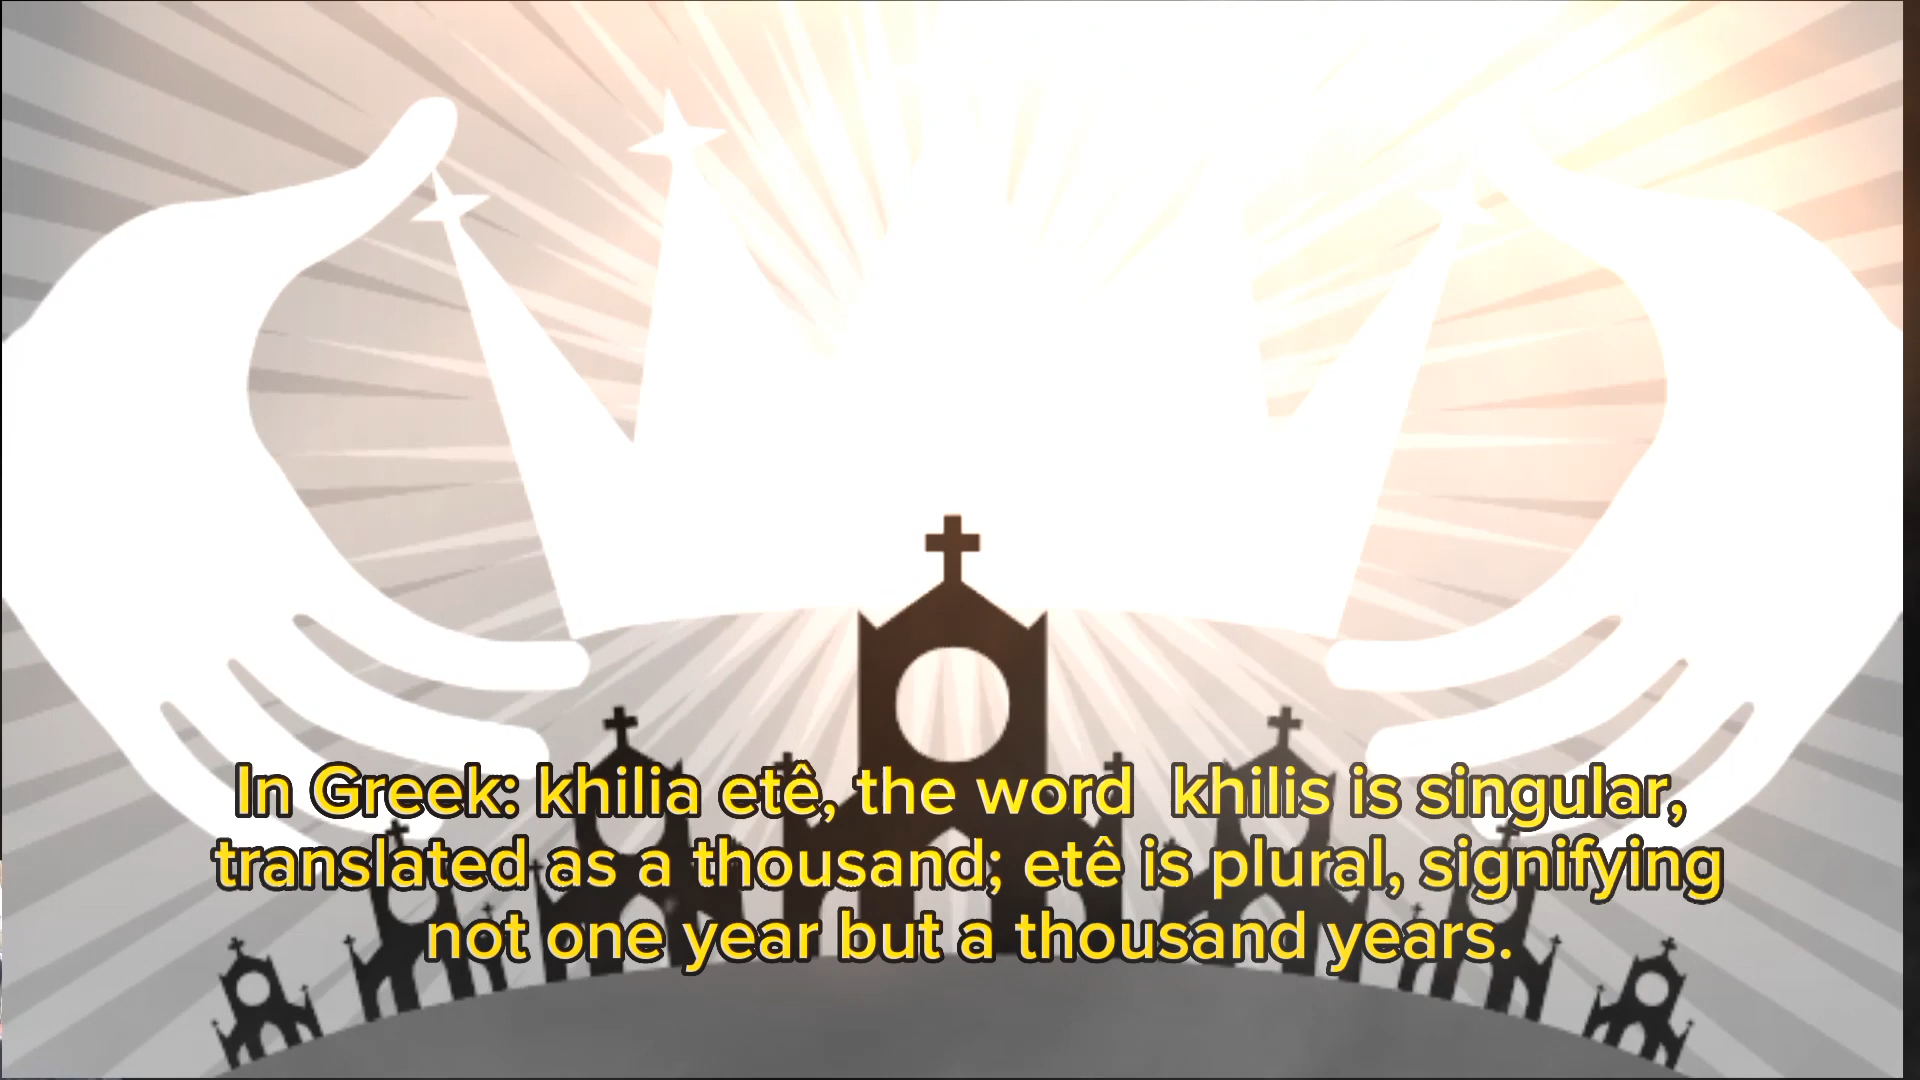 In Greek: khilia etê, the word  khilis is singular,
translated as a thousand; etê is plural, signifying
not one year but a thousand years.